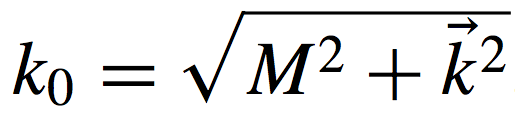 $k_0 = \sqrt{M^2 + \vec{k}^2}$